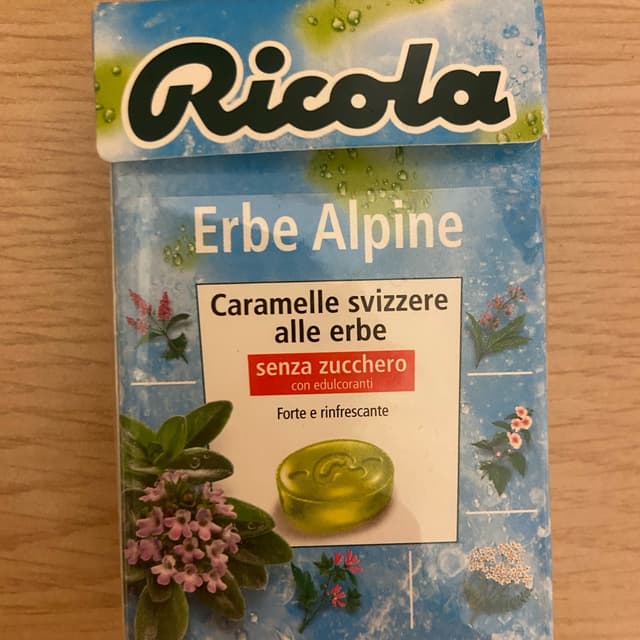 Ricola
Erbe Alpine
Caramelle svizzere
alle erbe
senza zucchero
con edulcoranti
Forte e rinfrescante